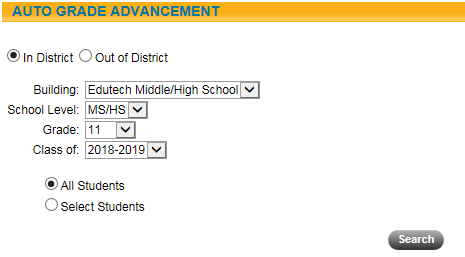 AUTO GRADE ADVANCEMENT
In District Out of District
Building: Edutech Middle/High School
School Level: MS/HS
Grade: 11
Class of: 2018-2019
All Students
Select Students
Search